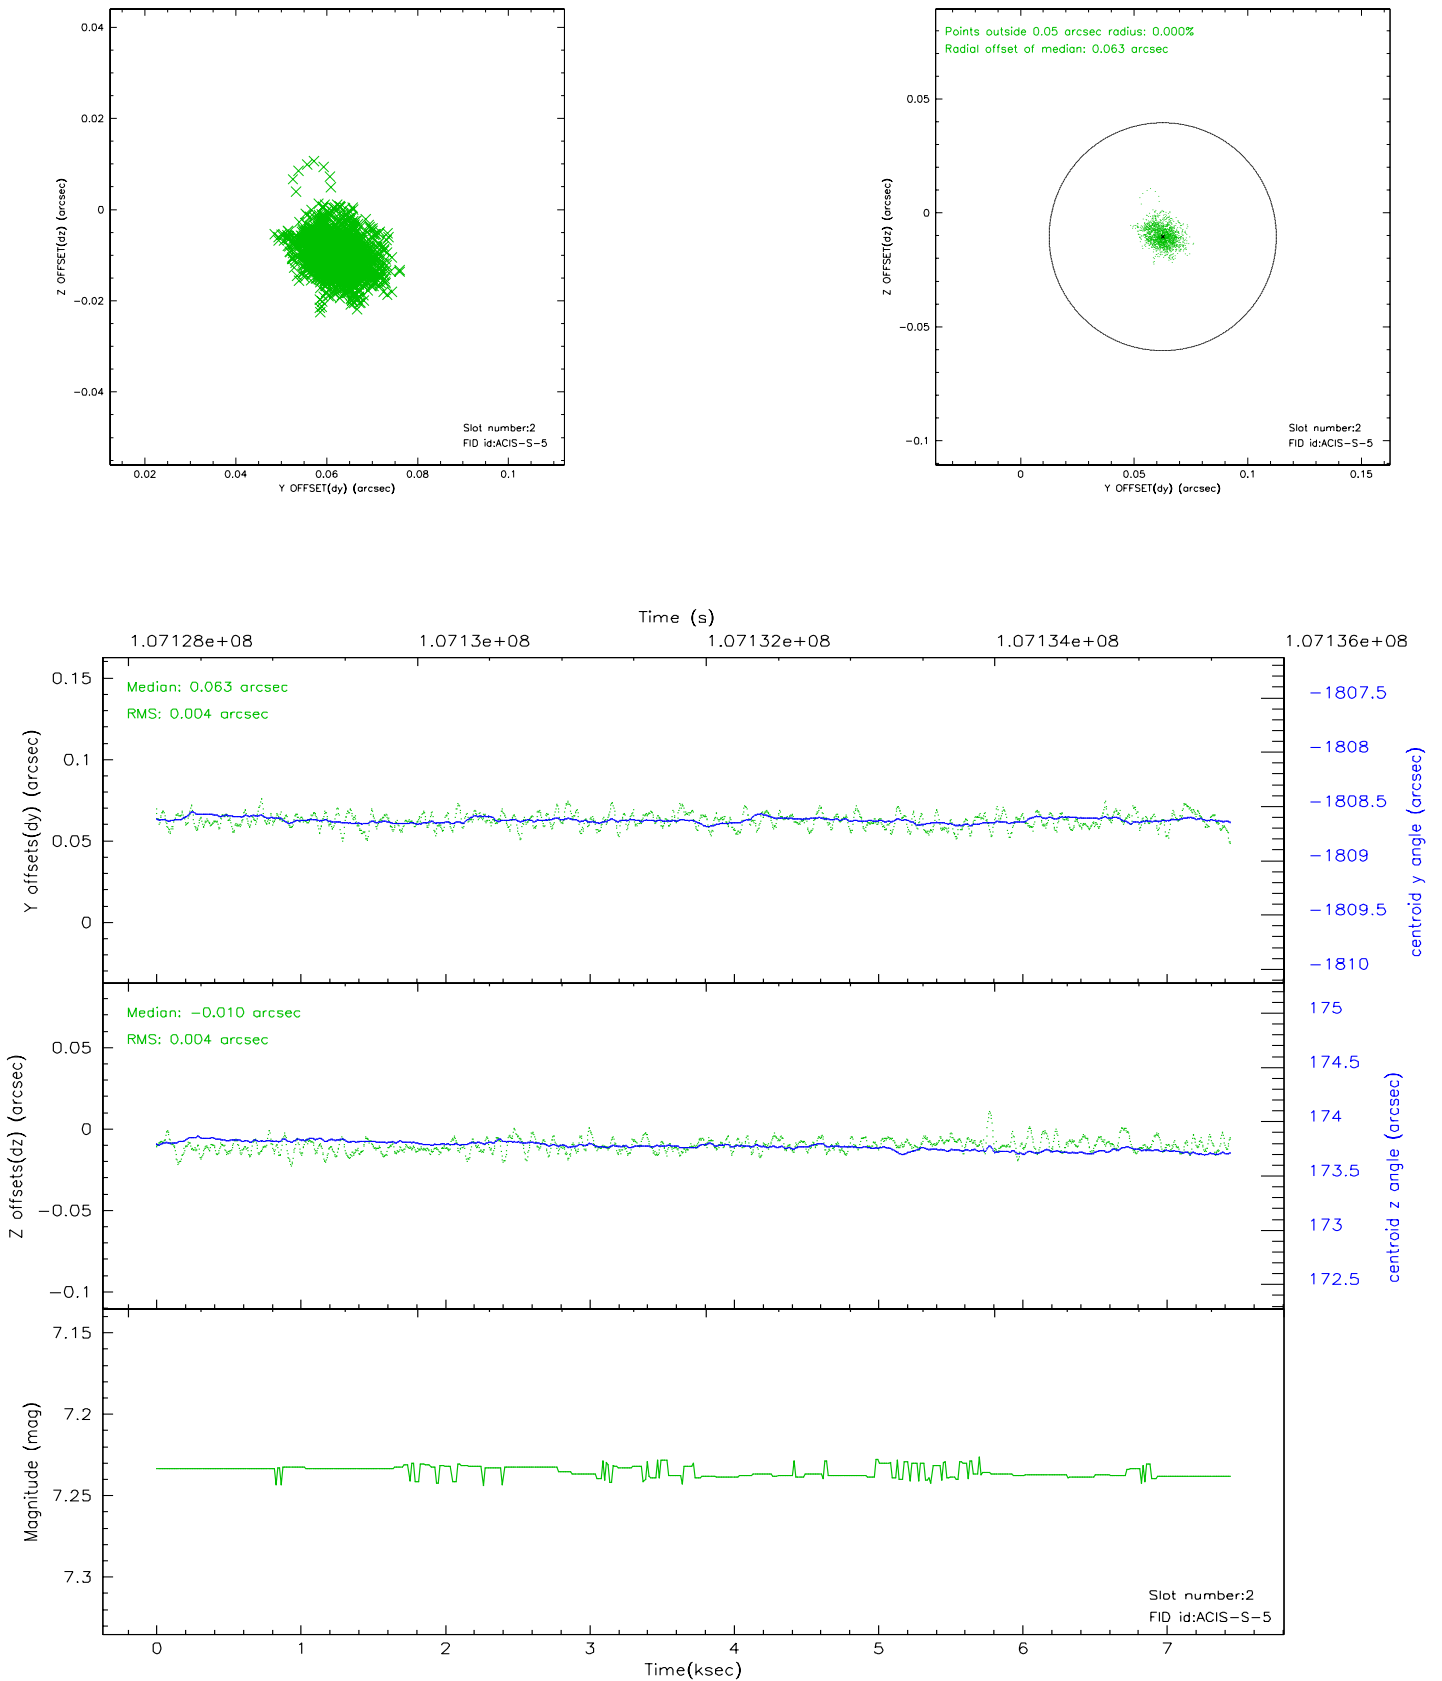 0.04
0.02
0
−0.02
−0.04
Z OFFSET(dz) (arcsec)
Slot number:2
FID id:ACIS−S−5
0.02 0.04 0.06 0.08 0.1
Y OFFSET(dy) (arcsec)
Points outside 0.05 arcsec radius: 0.000%
Radial offset of median: 0.063 arcsec
0.05
0
−0.05
−0.1
Z OFFSET(dz) (arcsec)
Slot number:2
FID id:ACIS−S−5
0 0.05 0.1 0.15
Y OFFSET(dy) (arcsec)
Time (s)
1.07128e+08 1.0713e+08 1.07132e+08 1.07134e+08 1.07136e+08
Median: 0.063 arcsec
RMS: 0.004 arcsec
0.15
0.1
0.05
0
Y offsets(dy) (arcsec)
−1807.5
−1808
−1808.5
−1809
−1809.5
−1810
centroid y angle (arcsec)
Median: −0.010 arcsec
RMS: 0.004 arcsec
0.05
0
−0.05
−0.1
Z offsets(dz) (arcsec)
175
174.5
174
173.5
173
172.5
centroid z angle (arcsec)
7.15
7.2
7.25
7.3
Magnitude (mag)
Slot number:2
FID id:ACIS−S−5
0 1 2 3 4 5 6 7
Time(ksec)